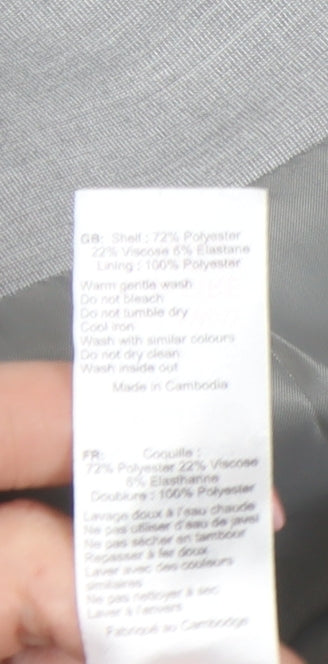 GB: Shell : 72% Polyester
22% Viscose 6% Elastane
Lining : 100% Polyester
Warm gentle wash
Do not bleach
Do not tumble dry
Cool iron
Wash with similar colours
Do not dry clean
Wash inside out
Made in Cambodia
FR: Coquille :
72% Polyester 22% Viscose
6% Elasthanne
Doublure : 100% Polyester
Lavage doux à l'eau chaude
Ne pas utiliser d'eau de javel
Ne pas sécher en tambour
Repasser à fer doux
Laver avec des couleurs
similaires
Ne pas nettoyer à sec
Laver à l'envers
Fabriqué au Cambodge